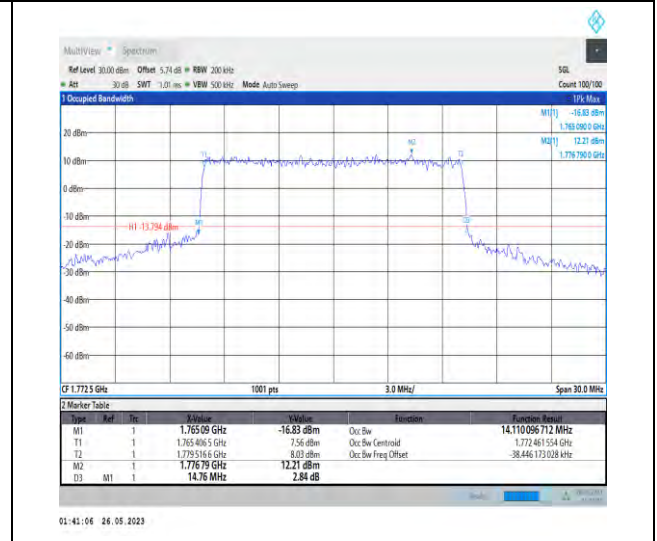 MultiView Spectrum
Ref Level 30.00 dBm Offset 5.74 dB RBW 200 kHz SGL
Att 30 dB SWT 1.01 ms VBW 500 kHz Mode Auto Sweep Count 100/100
1 Occupied Bandwidth 1Pk Max
M1[1] -16.83 dBm
1.765 090 0 GHz
20 dBm M2[1] 12.21 dBm
1.776 790 0 GHz
M2
T1 T2
10 dBm
0 dBm
-10 dBm
M1 D3
H1 -13.794 dBm
-20 dBm
-30 dBm
-40 dBm
-50 dBm
-60 dBm
CF 1.772 5 GHz 1001 pts 3.0 MHz/ Span 30.0 MHz
2 Marker Table
Type Ref Trc X-Value Y-Value Function Function Result
M1 1 1.765 09 GHz -16.83 dBm Occ Bw 14.110 096 712 MHz
T1 1 1.765 406 5 GHz 7.56 dBm Occ Bw Centroid 1.772 461 554 GHz
T2 1 1.779 516 6 GHz 8.03 dBm Occ Bw Freq Offset -38.446 173 028 kHz
M2 1 1.776 79 GHz 12.21 dBm
D3 M1 1 14.76 MHz 2.84 dB
01:41:06 26.05.2023